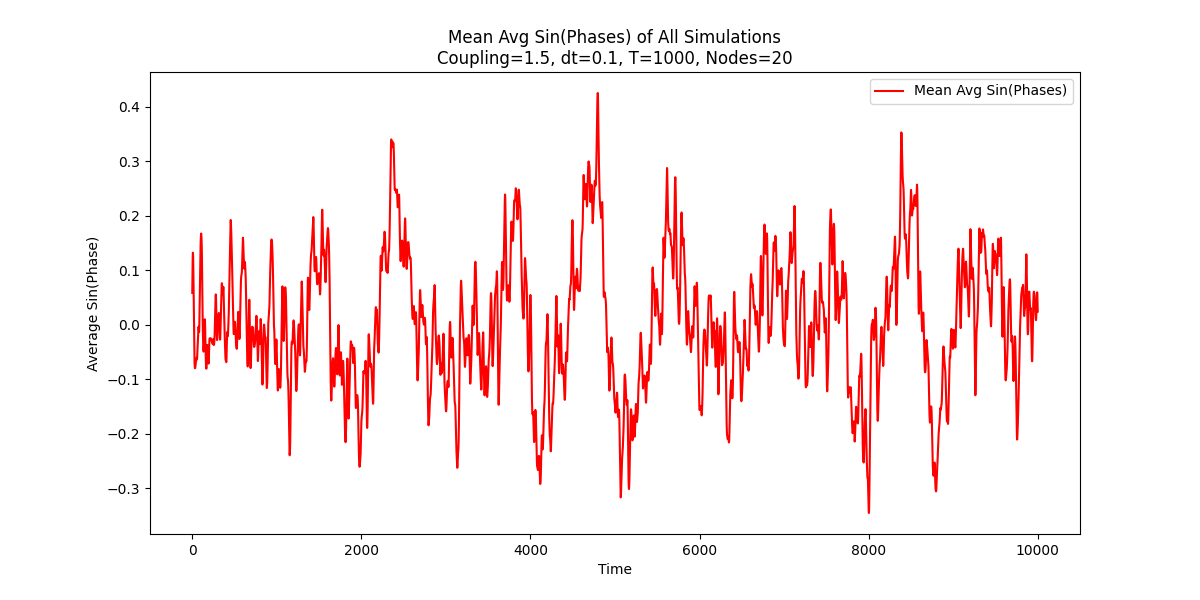 Mean Avg Sin(Phases) of All Simulations
Coupling=1.5, dt=0.1, T=1000, Nodes=20
Mean Avg Sin(Phases)
Average Sin(Phase)
0.4
0.3
0.2
0.1
0.0
−0.1
−0.2
−0.3
0 2000 4000 6000 8000 10000
Time